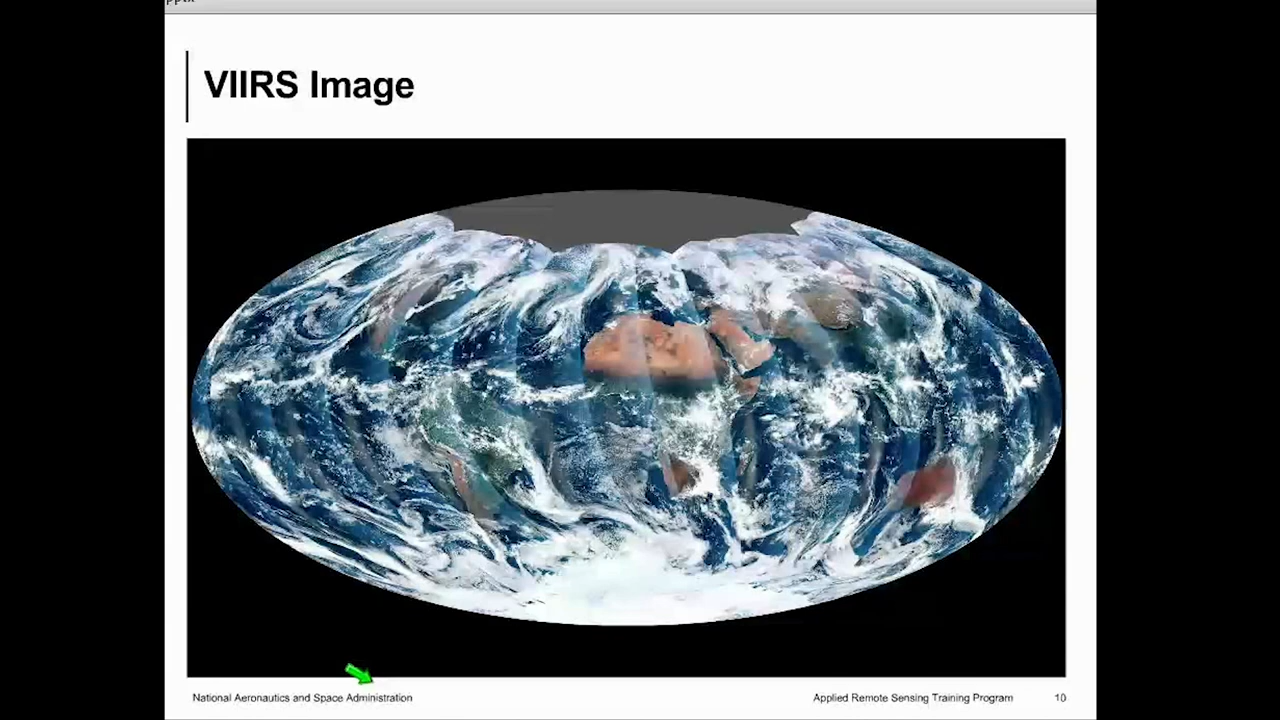 VIIRS Image
National Aeronautics and Space Administration
Applied Remote Sensing Training Program
10